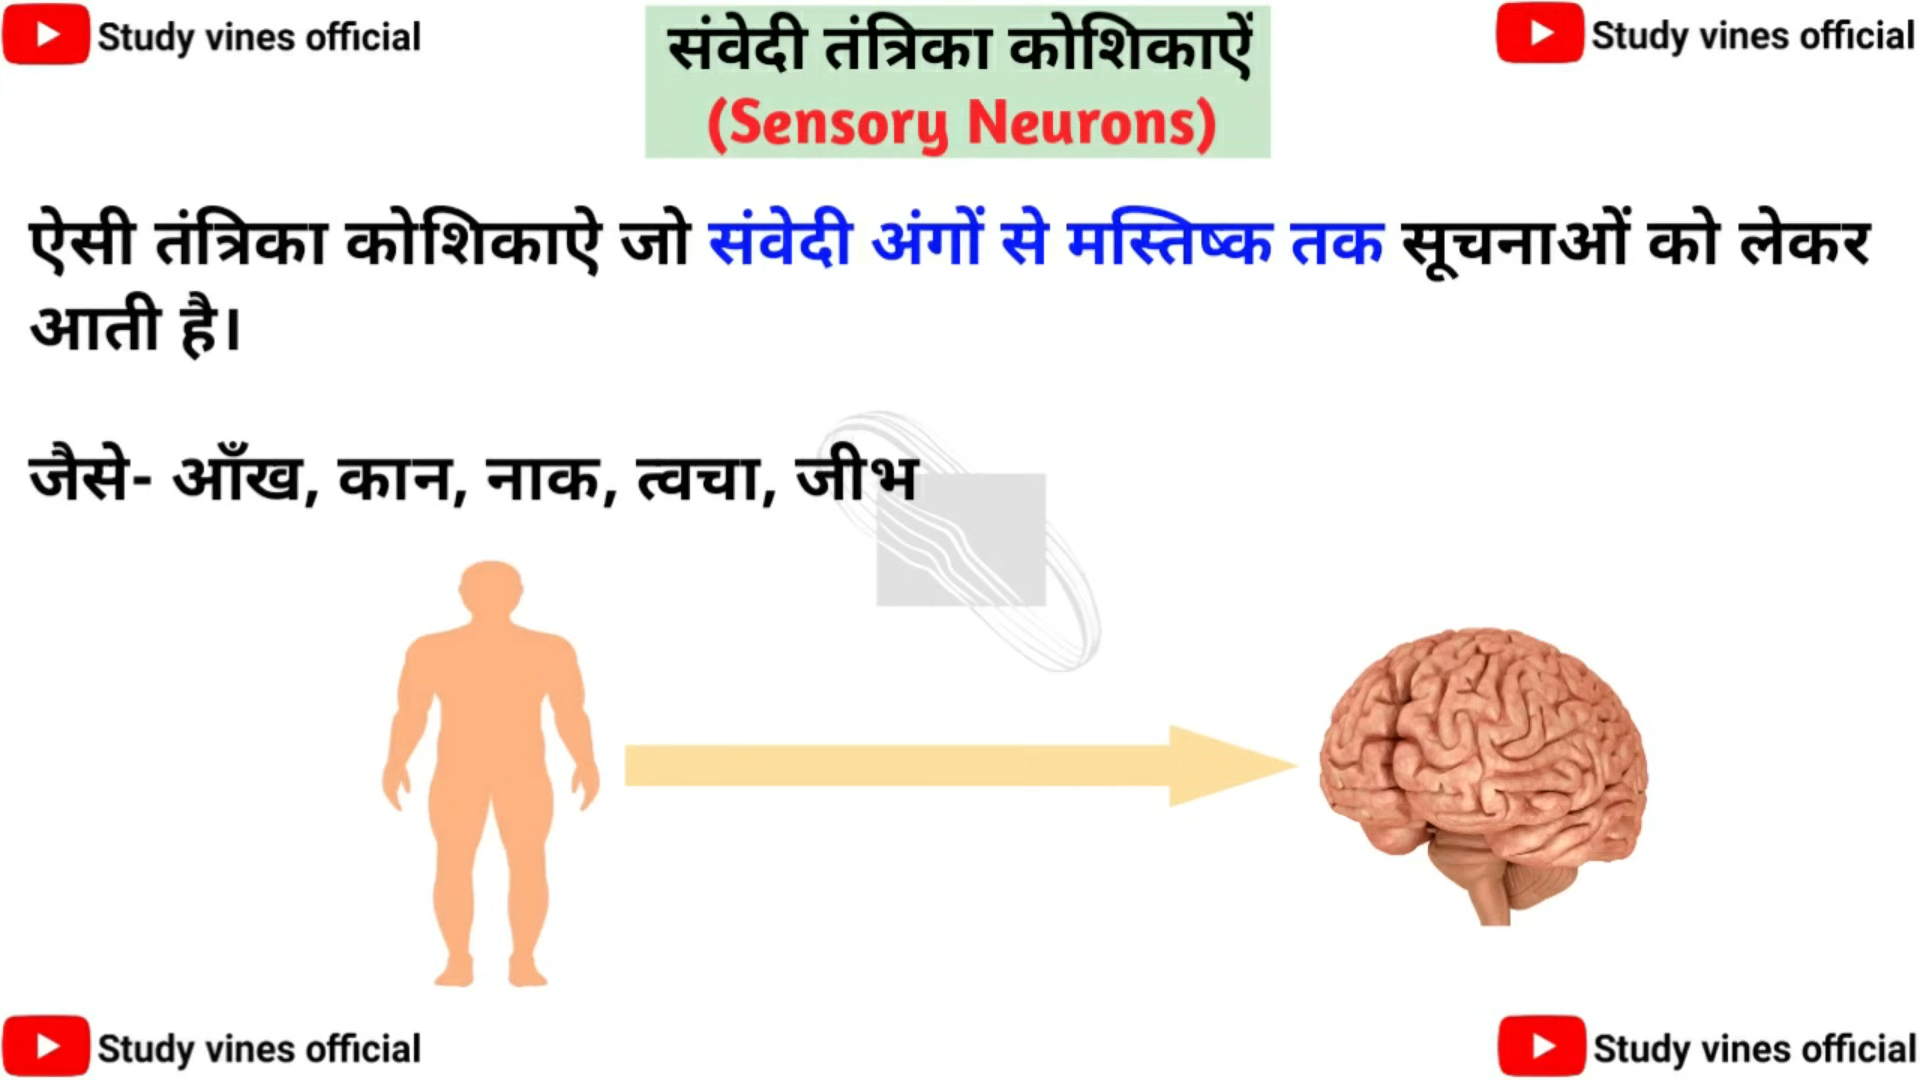 Study vines official
संवेदी तंत्रिका कोशिकाऐं
Study vines official
(Sensory Neurons)
ऐसी तंत्रिका कोशिकाऐ जो संवेदी अंगों से मस्तिष्क तक सूचनाओं को लेकर
आती है।
जैसे- आँख, कान, नाक, त्वचा, जीभ
Study vines official
Study vines official